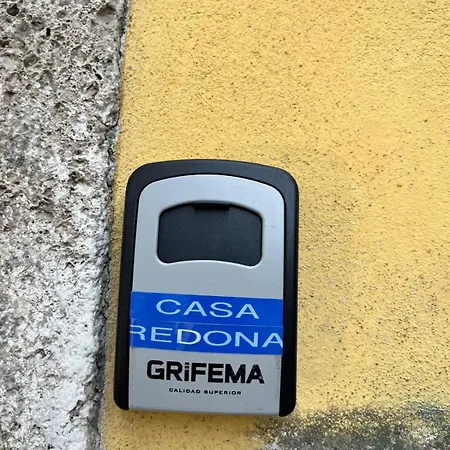 CASA
REDONA
GRiFEMA
CALIDAD SUPERIOR